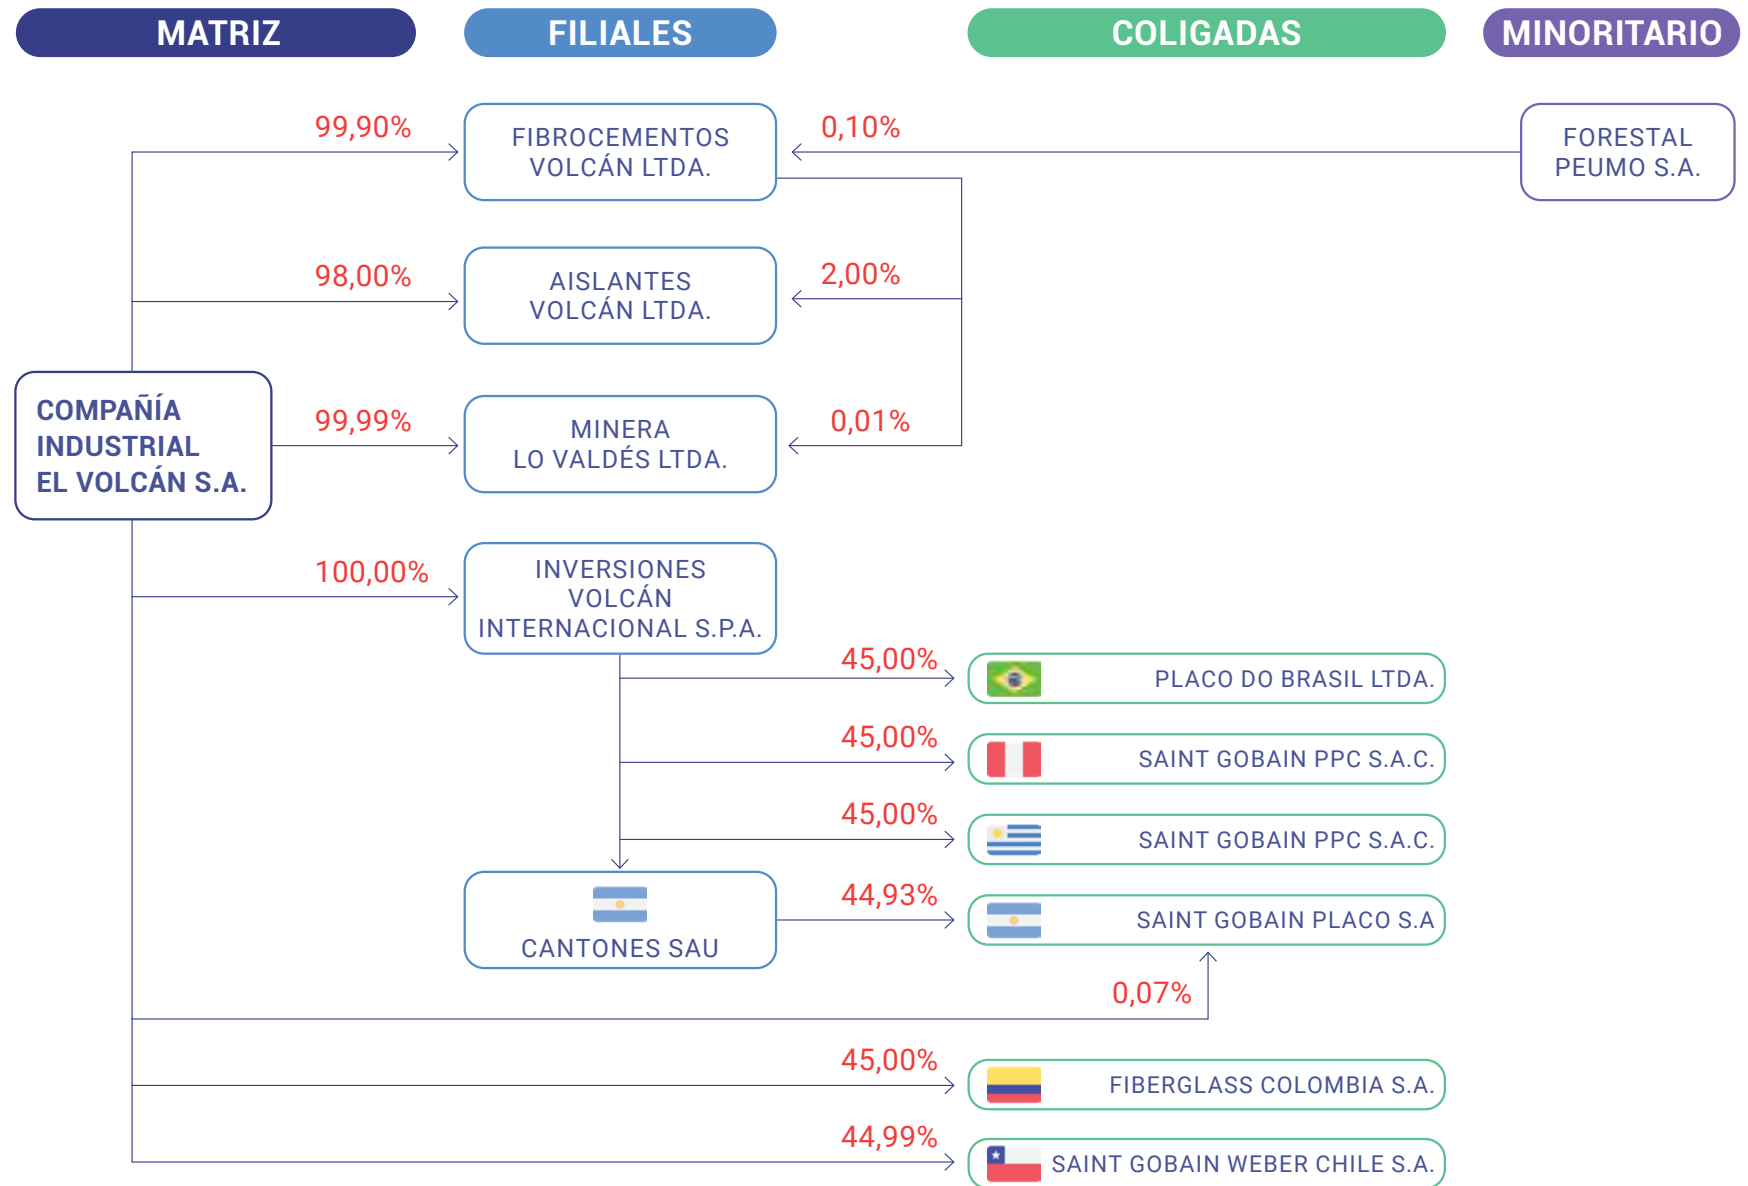 MATRIZ
FILIALES
COLIGADAS
MINORITARIO
99,90%
FIBROCEMENTOS
VOLCÁN LTDA.
0,10%
FORESTAL
PEUMO S.A.
98,00%
AISLANTES
VOLCÁN LTDA.
2,00%
COMPAÑÍA
INDUSTRIAL
EL VOLCÁN S.A.
99,99%
MINERA
LO VALDÉS LTDA.
0,01%
100,00%
INVERSIONES
VOLCÁN
INTERNACIONAL S.P.A.
45,00%
PLACO DO BRASIL LTDA.
45,00%
SAINT GOBAIN PPC S.A.C.
45,00%
SAINT GOBAIN PPC S.A.C.
CANTONES SAU
44,93%
SAINT GOBAIN PLACO S.A
0,07%
45,00%
FIBERGLASS COLOMBIA S.A.
44,99%
SAINT GOBAIN WEBER CHILE S.A.